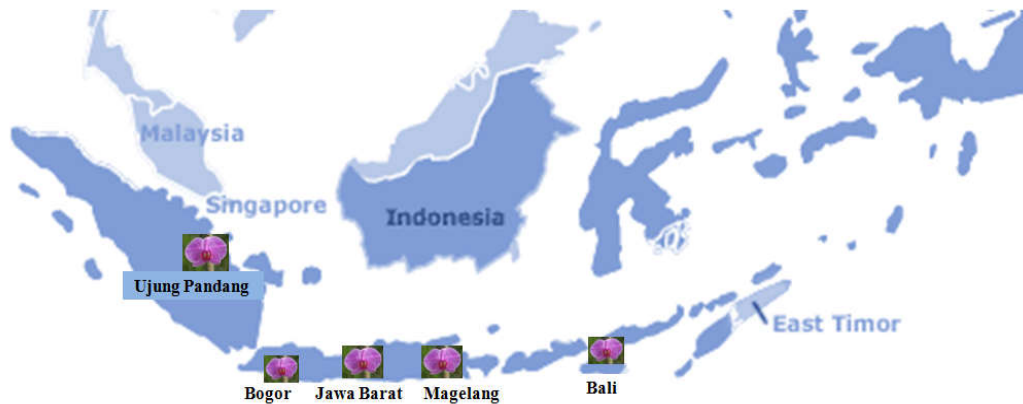 Malaysia
Singapore
Indonesia
Ujung Pandang
East Timor
Bogor
Jawa Barat
Magelang
Bali